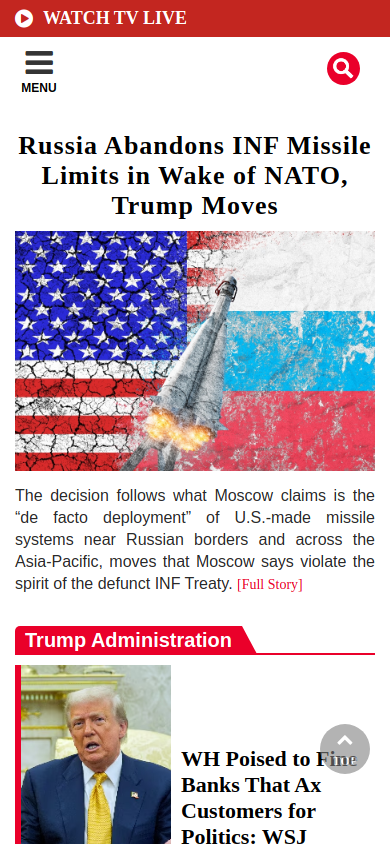 WATCH TV LIVE
MENU
Russia Abandons INF Missile
Limits in Wake of NATO,
Trump Moves
The decision follows what Moscow claims is the
“de facto deployment” of U.S.-made missile
systems near Russian borders and across the
Asia-Pacific, moves that Moscow says violate the
spirit of the defunct INF Treaty. [Full Story]
Trump Administration
WH Poised to Fine
Banks That Ax
Customers for
Politics: WSJ